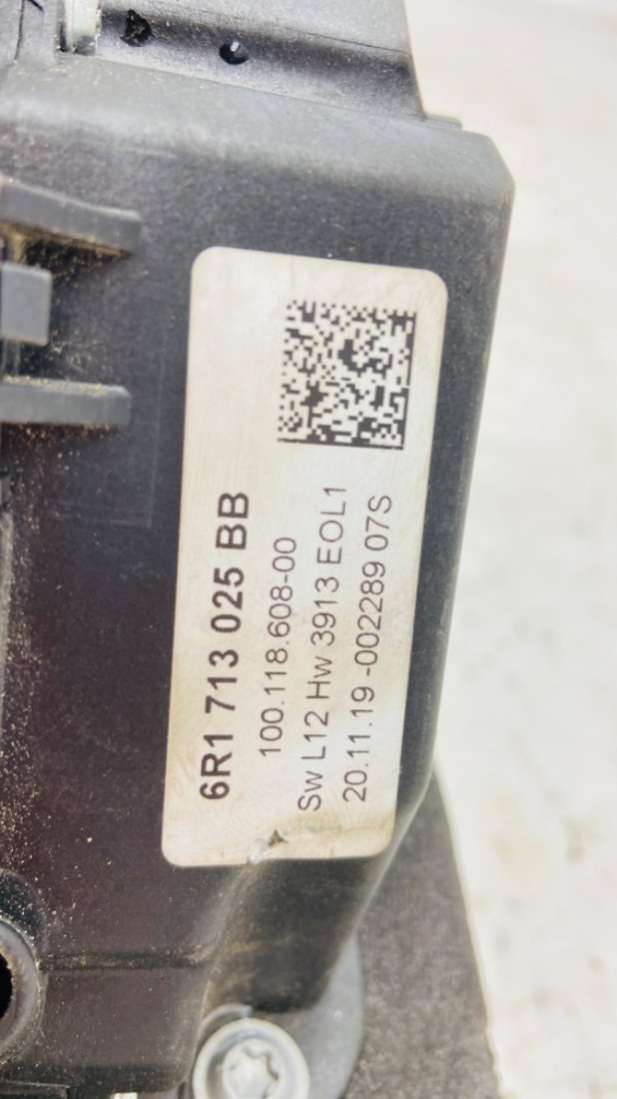 6R1 713 025 BB
100.118.608-00
Sw L12 Hw 3913 EOL1
20.11.19 -002289 07S